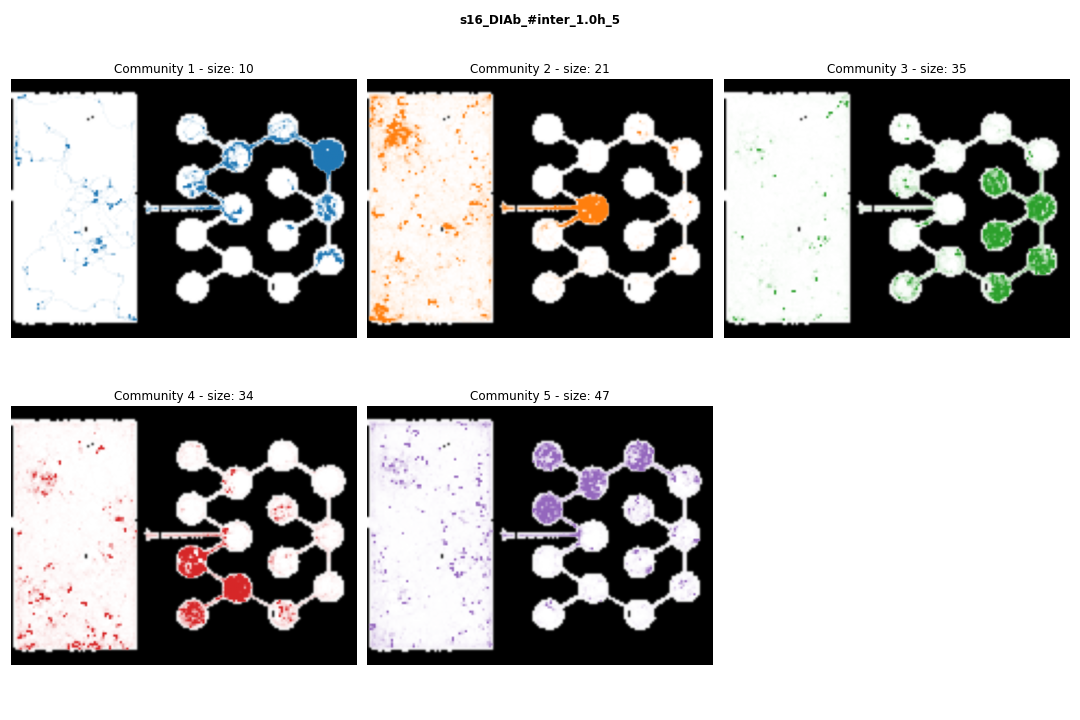 s16_DIAb_#inter_1.0h_5
Community 1 - size: 10
Community 2 - size: 21
Community 3 - size: 35
Community 4 - size: 34
Community 5 - size: 47